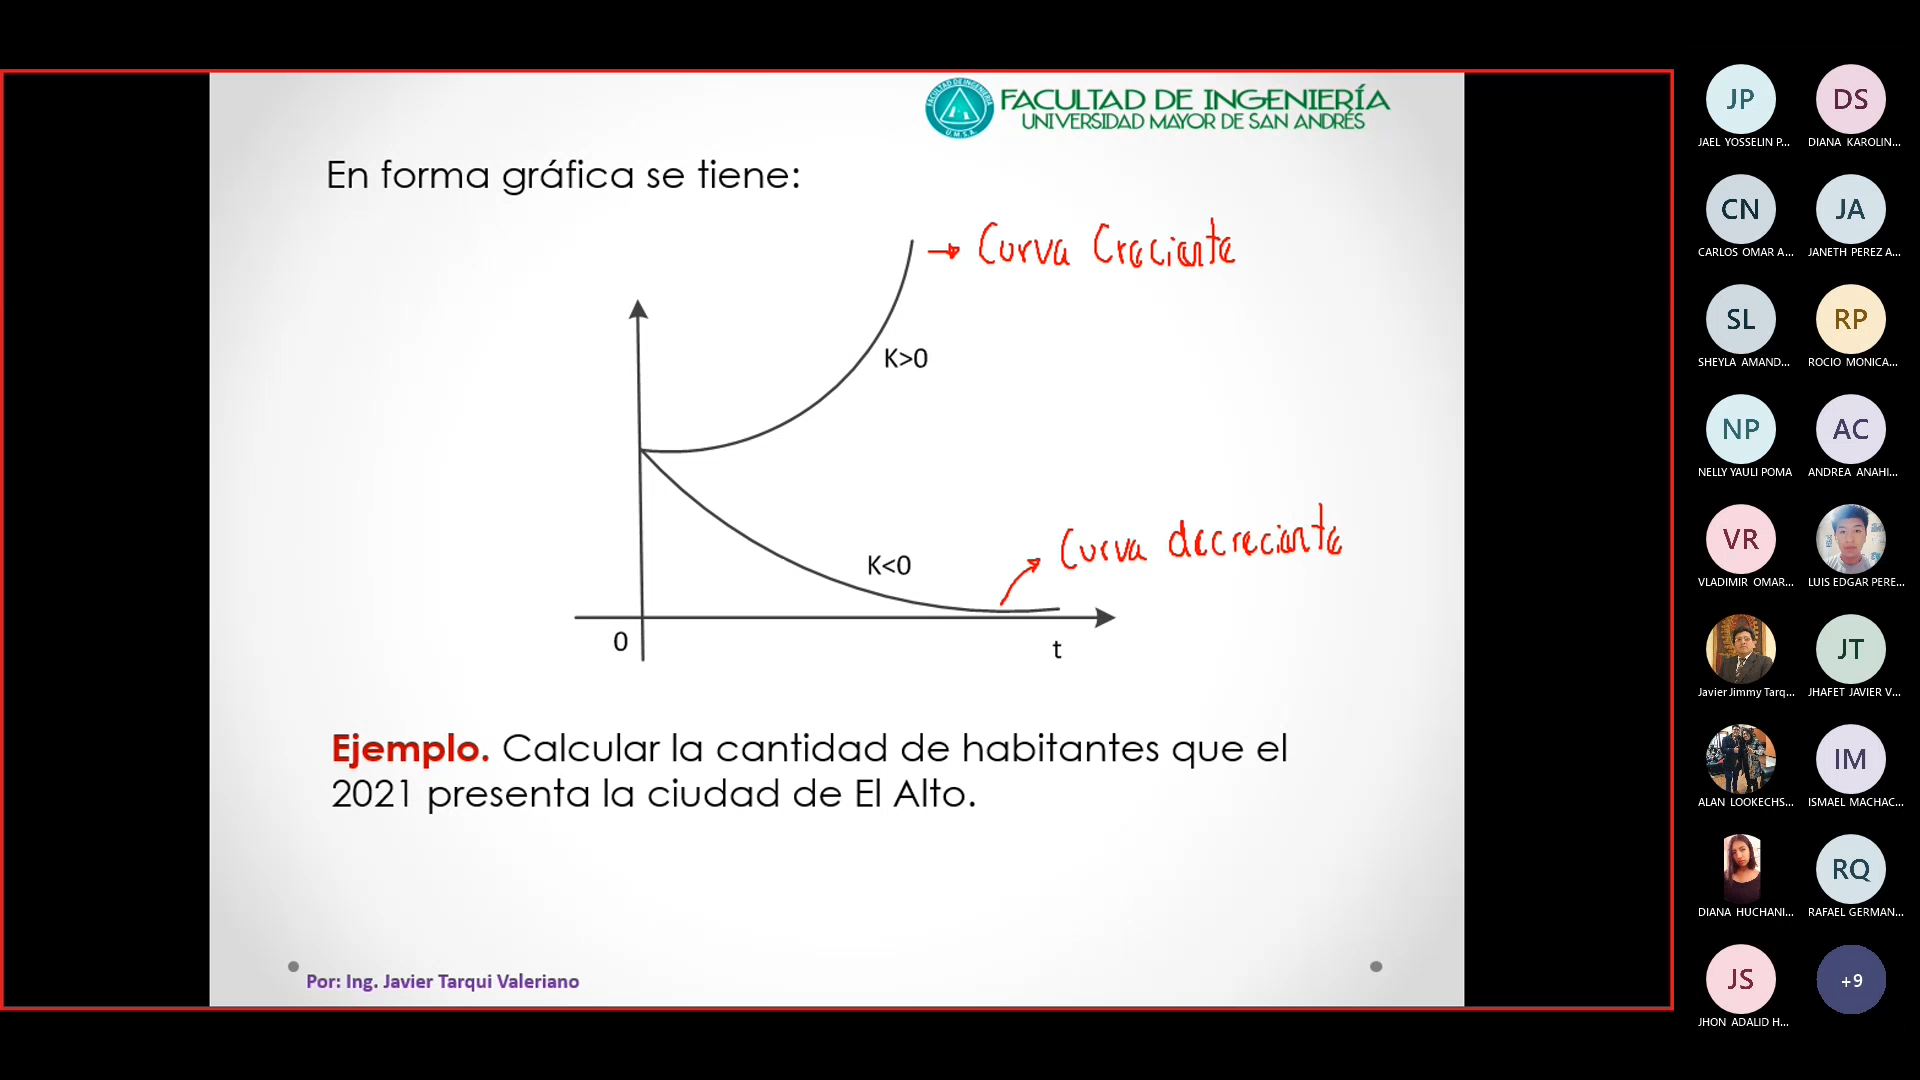 FACULTAD DE INGENIERÍA
UNIVERSIDAD MAYOR DE SAN ANDRÉS
En forma gráfica se tiene:
Curva Creciente
K>0
Curva decreciente
K<0
0
t
Ejemplo. Calcular la cantidad de habitantes que el
2021 presenta la ciudad de El Alto.
Por: Ing. Javier Tarqui Valeriano
JP
DS
JAEL YOSSELIN P...
DIANA KAROLIN...
CN
JA
CARLOS OMAR A...
JANETH PEREZ A...
SL
RP
SHEYLA AMAND...
ROCIO MONICA...
NP
AC
NELLY YAULI POMA
ANDREA ANAHI...
VR
VLADIMIR OMAR...
LUIS EDGAR PERE...
JT
Javier Jimmy Tarq...
JHAFET JAVIER V...
IM
ALAN LOOKECHS...
ISMAEL MACHAC...
RQ
DIANA HUCHANI...
RAFAEL GERMAN...
JS
+9
JHON ADALID H...